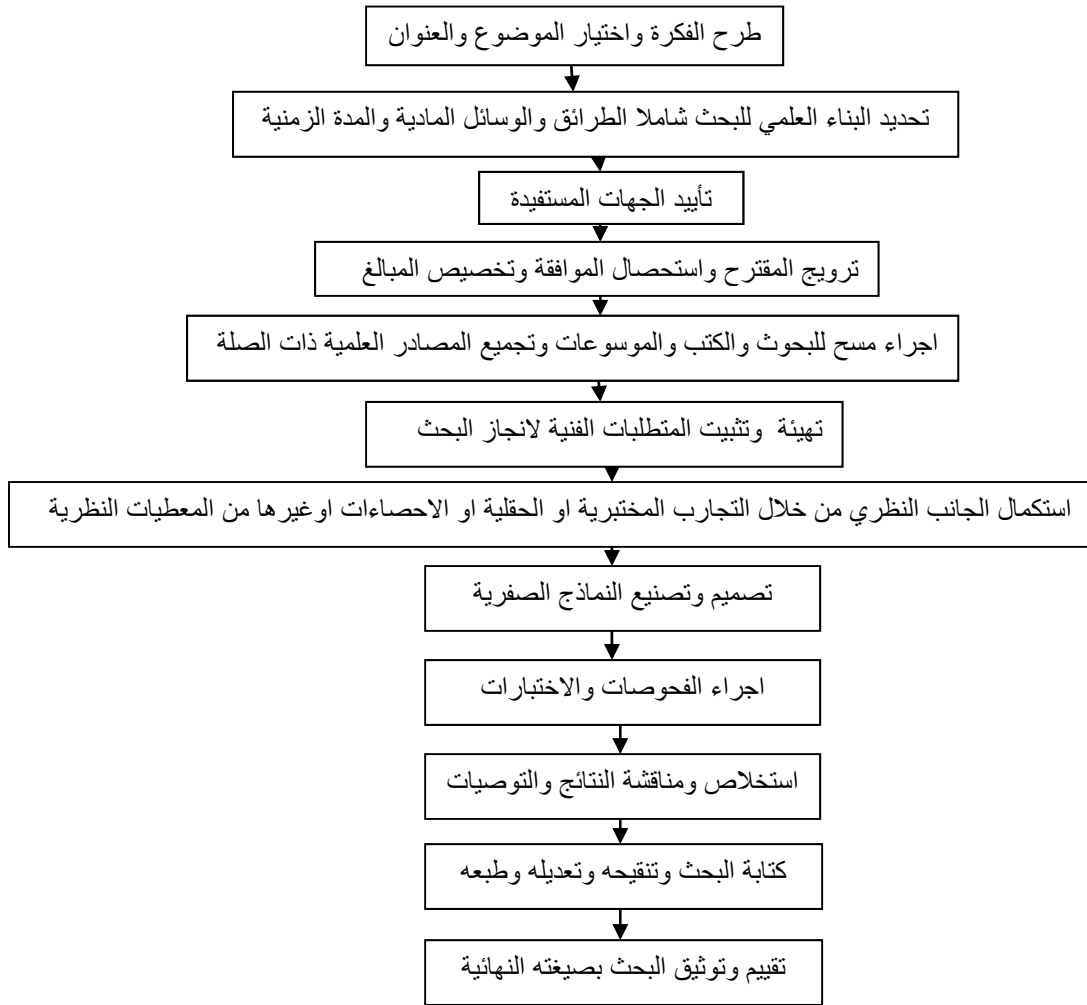 طرح الفكرة واختيار الموضوع والعنوان
تحديد البناء العلمي للبحث شاملا الطرائق والوسائل المادية والمدة الزمنية
تأييد الجهات المستفيدة
ترويج المقترح واستحصال الموافقة وتخصيص المبالغ
اجراء مسح للبحوث والكتب والموسوعات وتجميع المصادر العلمية ذات الصلة
تهيئة وتثبيت المتطلبات الفنية لانجاز البحث
استكمال الجانب النظري من خلال التجارب المختبرية او الحقلية او الاحصاءات اوغيرها من المعطيات النظرية
تصميم وتصنيع النماذج الصفرية
اجراء الفحوصات والاختبارات
استخلاص ومناقشة النتائج والتوصيات
كتابة البحث وتنقيحه وتعديله وطبعه
تقييم وتوثيق البحث بصيغته النهائية